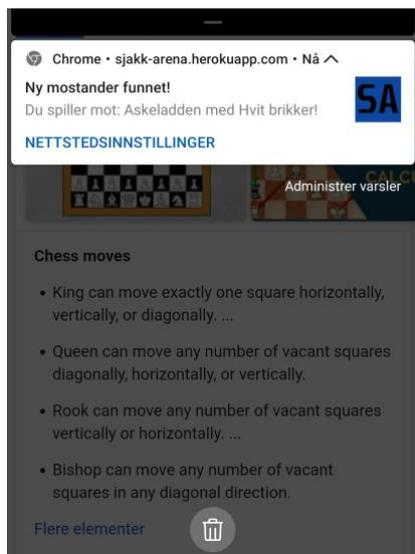 Chrome • sjakk-arena.herokuapp.com • Nå
Ny mostander funnet!
Du spiller mot: Askeladden med Hvit brikker!
SA
NETTSTEDSINNSTILLINGER
CALC
Administrer varsler
Chess moves
• King can move exactly one square horizontally,
vertically, or diagonally. ...
• Queen can move any number of vacant squares
diagonally, horizontally, or vertically.
• Rook can move any number of vacant squares
vertically or horizontally. ...
• Bishop can move any number of vacant
squares in any diagonal direction.
Flere elementer